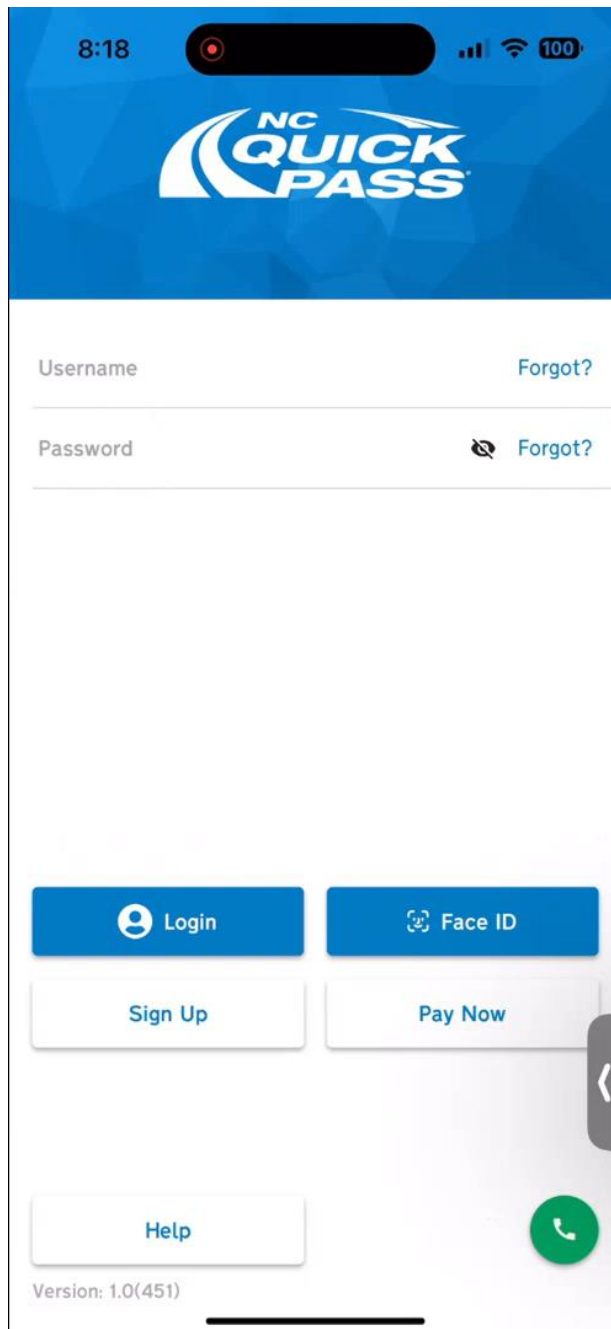 8:18
100
NC
QUICK
PASS
Username Forgot?
Password Forgot?
Login Face ID
Sign Up Pay Now
Help
Version: 1.0(451)